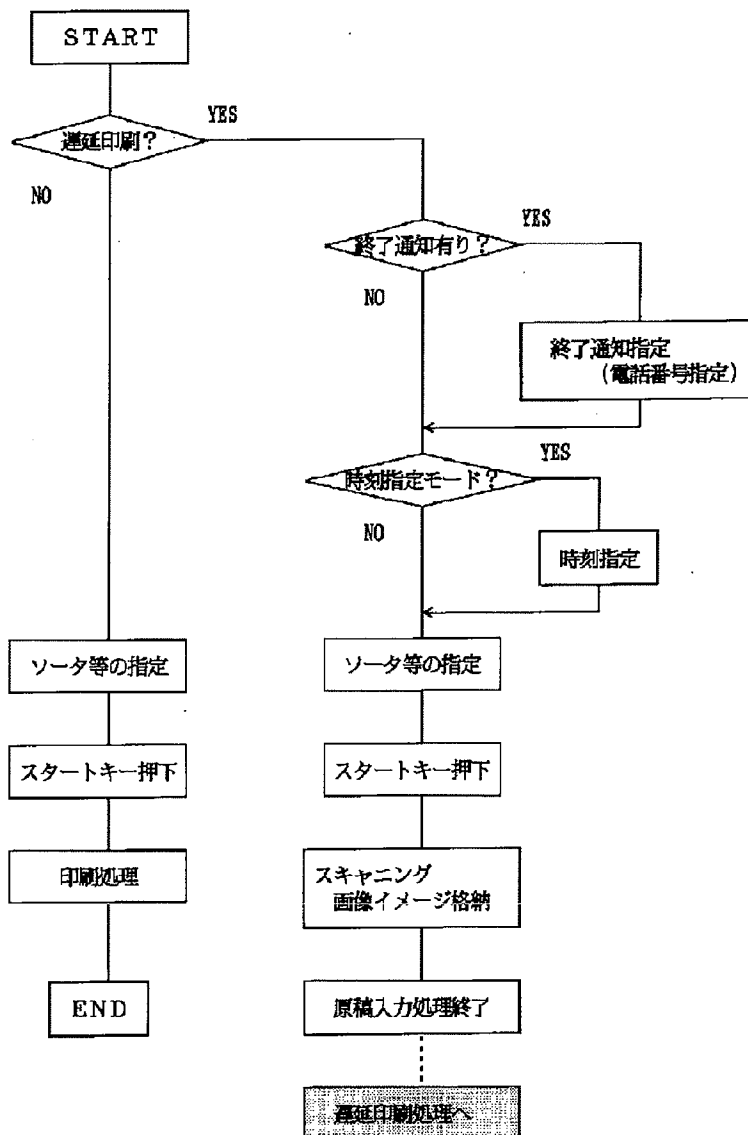 START
遅延印刷？
YES
NO
終了通知有り？
YES
NO
終了通知指定
（電話番号指定）
時刻指定モード？
YES
NO
時刻指定
ソータ等の指定
ソータ等の指定
スタートキー押下
スタートキー押下
印刷処理
スキャニング
画像イメージ格納
END
原稿入力処理終了
遅延印刷処理へ